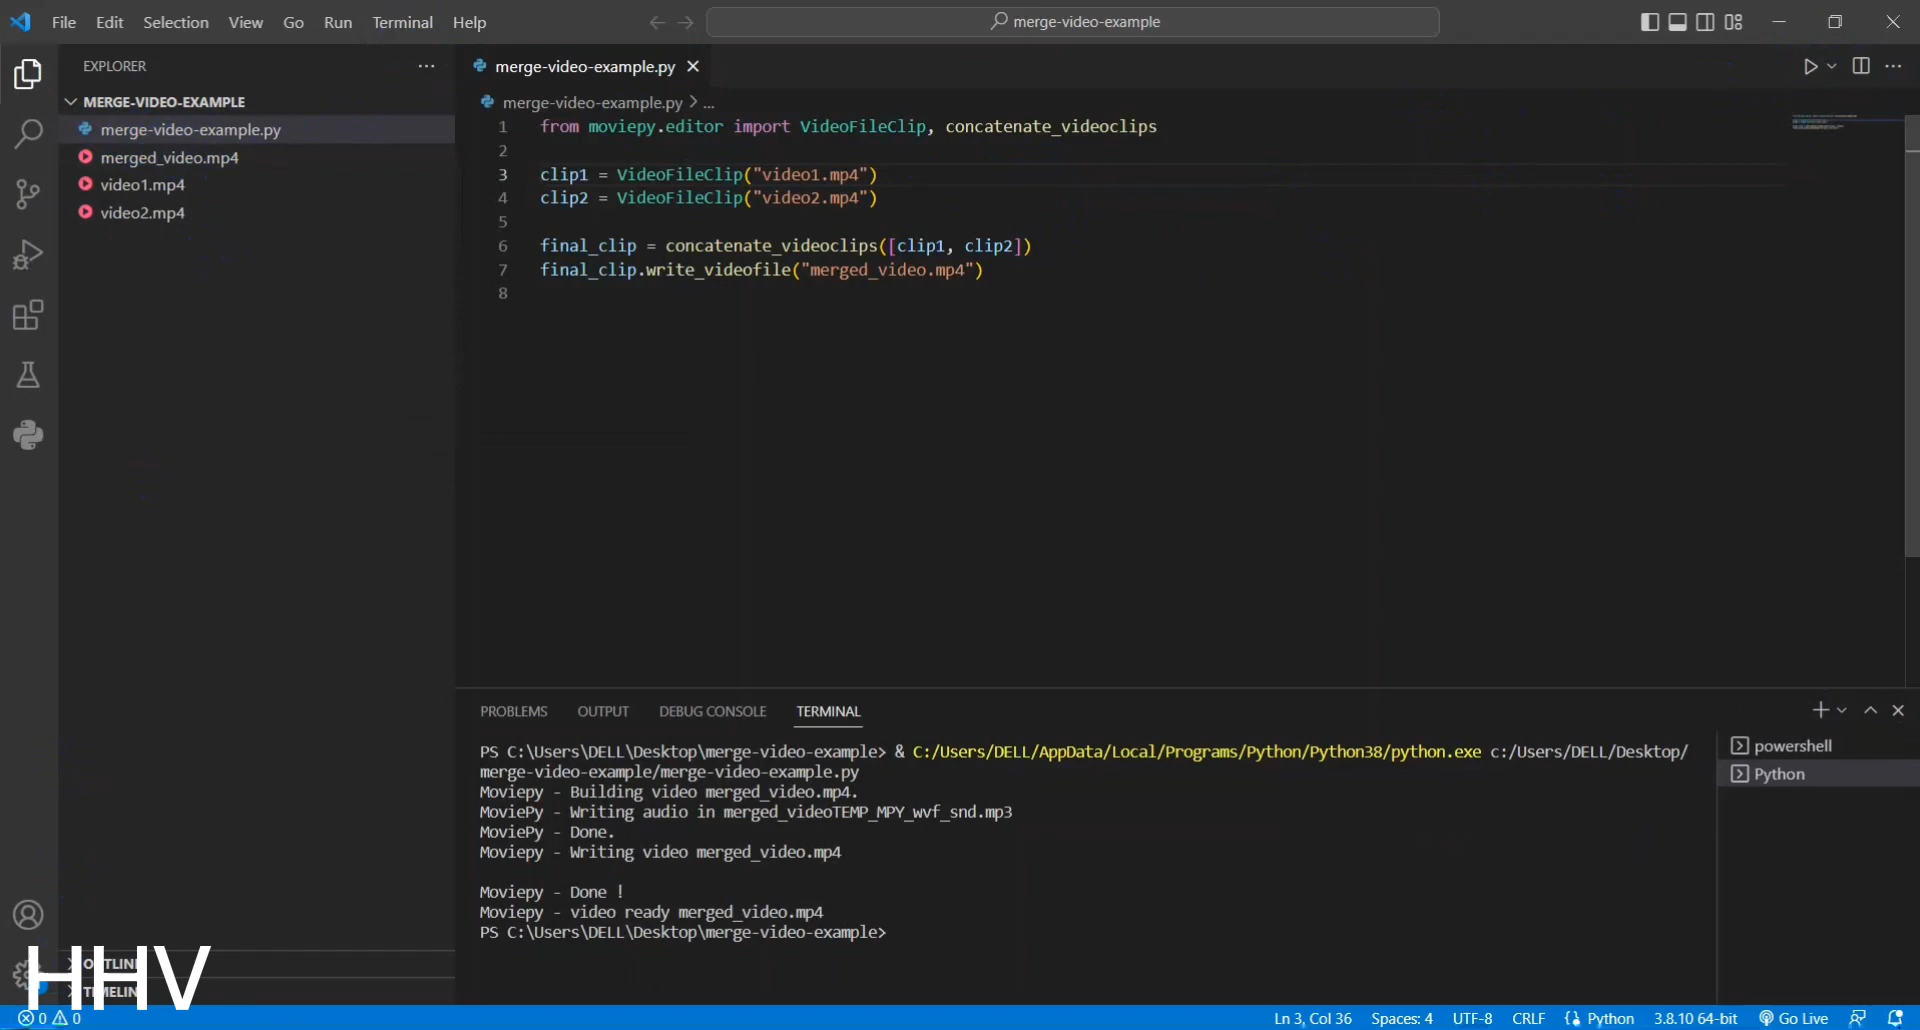 File Edit Selection View Go Run Terminal Help
merge-video-example
EXPLORER
MERGE-VIDEO-EXAMPLE
merge-video-example.py
merged_video.mp4
video1.mp4
video2.mp4
OUTLIN
TIMELIN
HHV
merge-video-example.py
merge-video-example.py > ...
1 from moviepy.editor import VideoFileClip, concatenate_videoclips
2
3 clip1 = VideoFileClip("video1.mp4")
4 clip2 = VideoFileClip("video2.mp4")
5
6 final_clip = concatenate_videoclips([clip1, clip2])
7 final_clip.write_videofile("merged_video.mp4")
8
PROBLEMS OUTPUT DEBUG CONSOLE TERMINAL
PS C:\Users\DELL\Desktop\merge-video-example> & C:/Users/DELL/AppData/Local/Programs/Python/Python38/python.exe c:/Users/DELL/Desktop/
merge-video-example/merge-video-example.py
Moviepy - Building video merged_video.mp4.
MoviePy - Writing audio in merged_videoTEMP_MPY_wvf_snd.mp3
MoviePy - Done.
Moviepy - Writing video merged_video.mp4
Moviepy - Done !
Moviepy - video ready merged_video.mp4
PS C:\Users\DELL\Desktop\merge-video-example>
powershell
Python
0 0
Ln 3, Col 36 Spaces: 4 UTF-8 CRLF Python 3.8.10 64-bit Go Live